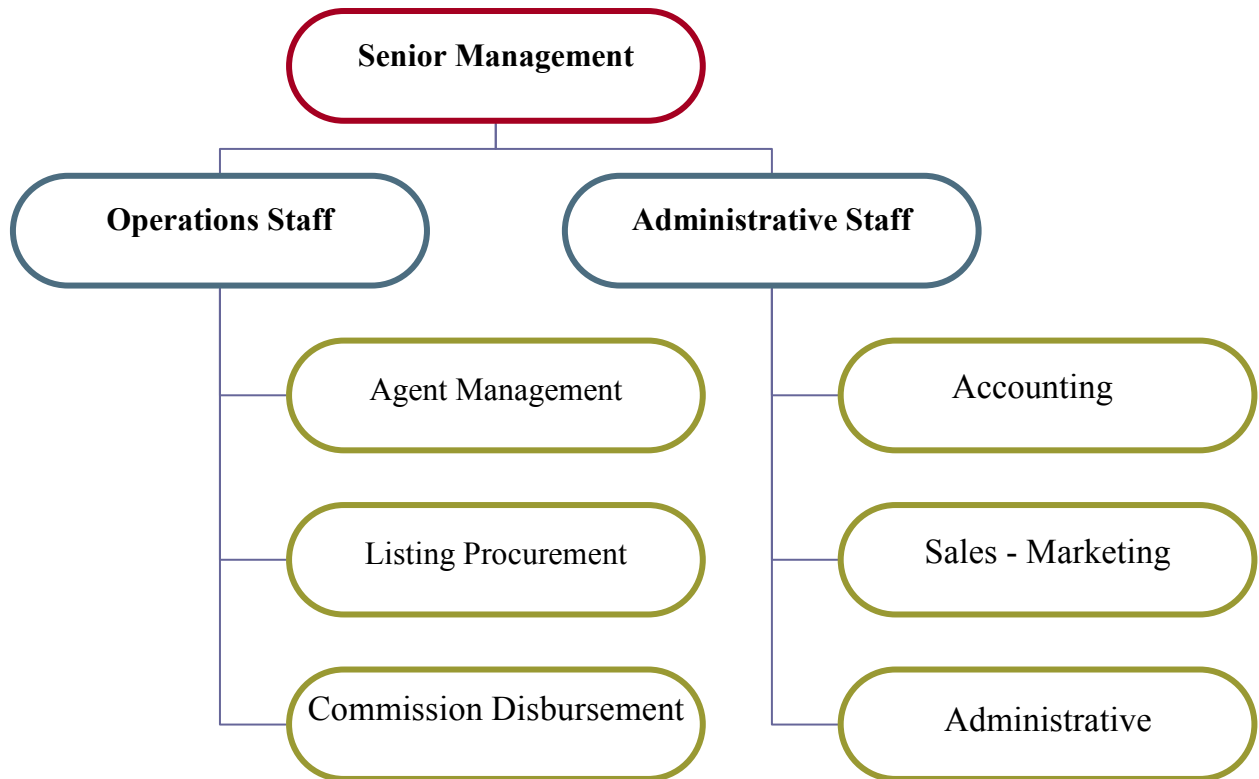 Senior Management
Operations Staff
Administrative Staff
Agent Management
Accounting
Listing Procurement
Sales - Marketing
Commission Disbursement
Administrative